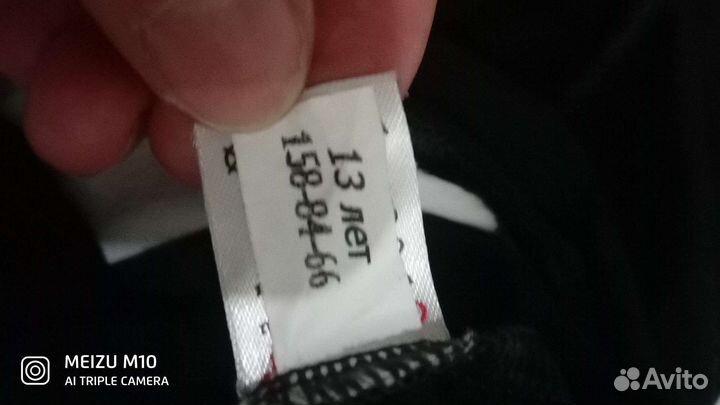 13 лет
158-84-66
MEIZU M10
AI TRIPLE CAMERA
Avito